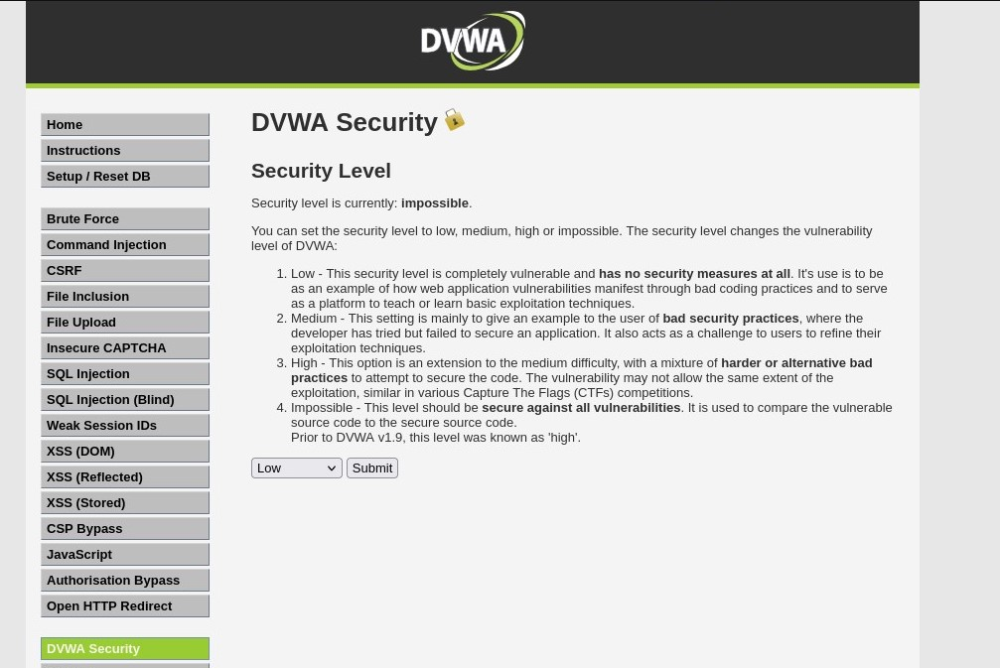 DVWA
Home
Instructions
Setup / Reset DB
Brute Force
Command Injection
CSRF
File Inclusion
File Upload
Insecure CAPTCHA
SQL Injection
SQL Injection (Blind)
Weak Session IDs
XSS (DOM)
XSS (Reflected)
XSS (Stored)
CSP Bypass
JavaScript
Authorisation Bypass
Open HTTP Redirect
DVWA Security
DVWA Security
Security Level
Security level is currently: impossible.
You can set the security level to low, medium, high or impossible. The security level changes the vulnerability
level of DVWA:
1. Low - This security level is completely vulnerable and has no security measures at all. It's use is to be
as an example of how web application vulnerabilities manifest through bad coding practices and to serve
as a platform to teach or learn basic exploitation techniques.
2. Medium - This setting is mainly to give an example to the user of bad security practices, where the
developer has tried but failed to secure an application. It also acts as a challenge to users to refine their
exploitation techniques.
3. High - This option is an extension to the medium difficulty, with a mixture of harder or alternative bad
practices to attempt to secure the code. The vulnerability may not allow the same extent of the
exploitation, similar in various Capture The Flags (CTFs) competitions.
4. Impossible - This level should be secure against all vulnerabilities. It is used to compare the vulnerable
source code to the secure source code.
Prior to DVWA v1.9, this level was known as 'high'.
Low Submit